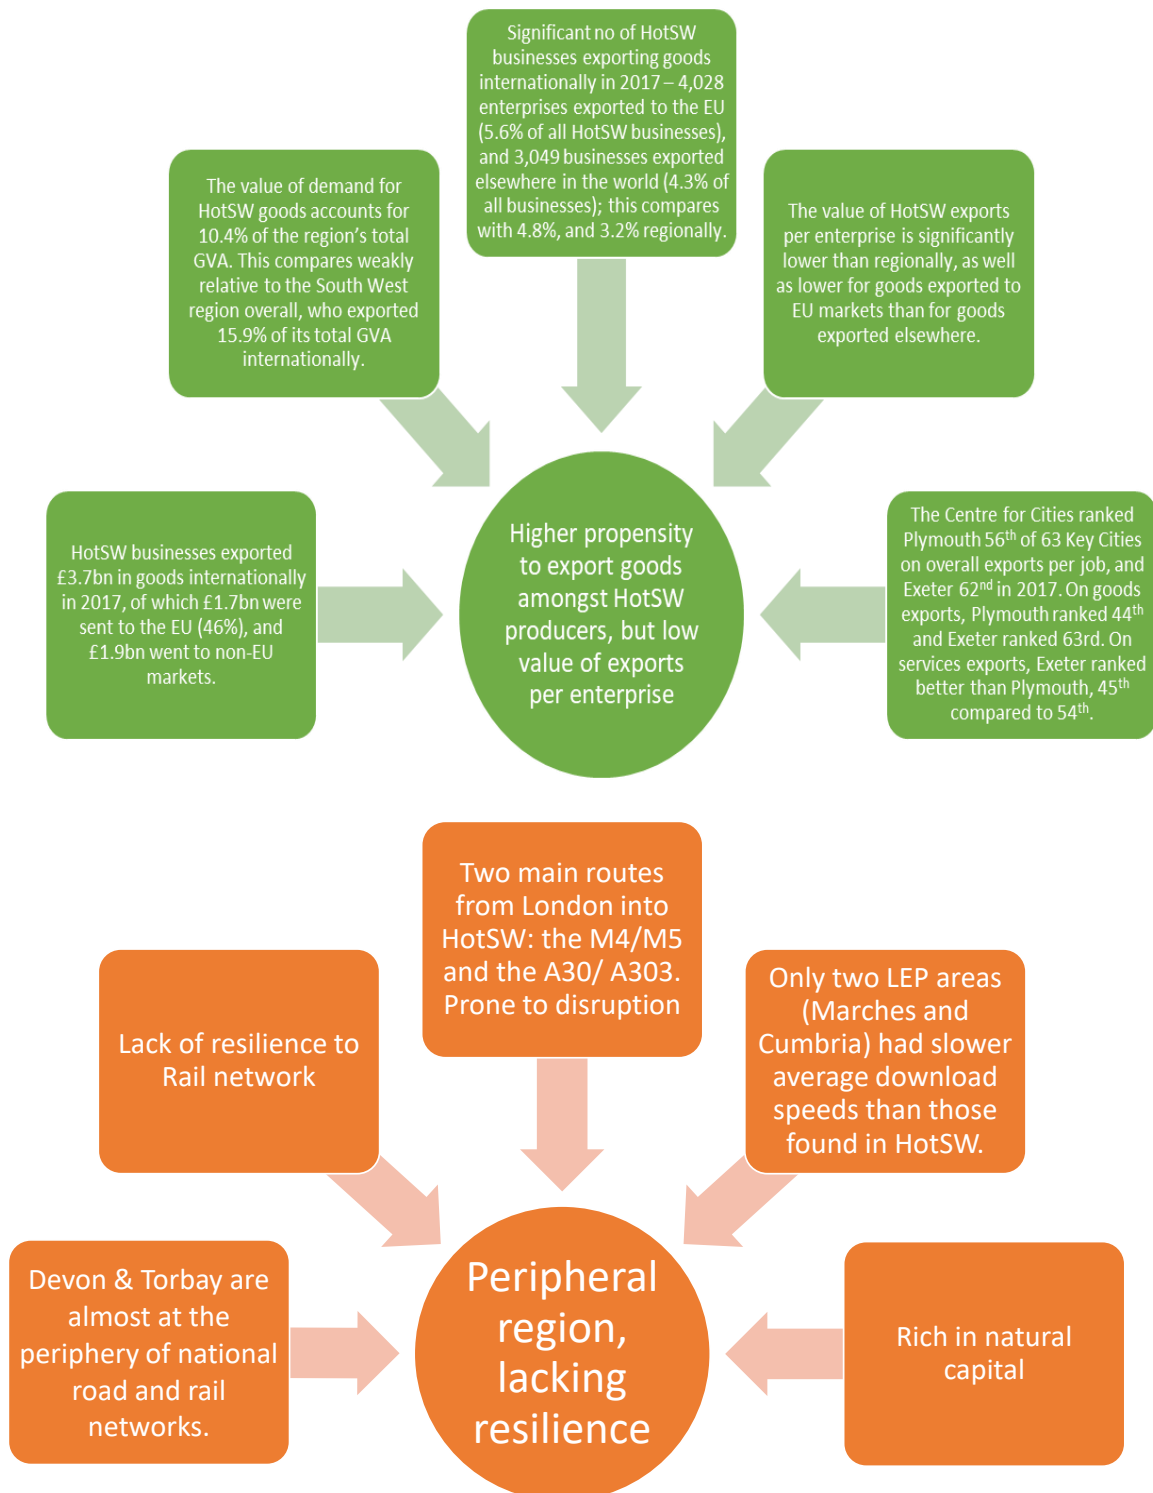 Significant no of HotSW
businesses exporting goods
internationally in 2017 – 4,028
enterprises exported to the EU
(5.6% of all HotSW businesses),
and 3,049 businesses exported
elsewhere in the world (4.3% of
all businesses); this compares
with 4.8%, and 3.2% regionally.
The value of demand for
HotSW goods accounts for
10.4% of the region's total
GVA. This compares weakly
relative to the South West
region overall, who exported
15.9% of its total GVA
internationally.
The value of HotSW exports
per enterprise is significantly
lower than regionally, as well
as lower for goods exported to
EU markets than for goods
exported elsewhere.
HotSW businesses exported
£3.7bn in goods internationally
in 2017, of which £1.7bn were
sent to the EU (46%), and
£1.9bn went to non-EU
markets.
Higher propensity
to export goods
amongst HotSW
producers, but low
value of exports
per enterprise
The Centre for Cities ranked
Plymouth 56th of 63 Key Cities
on overall exports per job, and
Exeter 62nd in 2017. On goods
exports, Plymouth ranked 44th
and Exeter ranked 63rd. On
services exports, Exeter ranked
better than Plymouth, 45th
compared to 54th.
Two main routes
from London into
HotSW: the M4/M5
and the A30/ A303.
Prone to disruption
Lack of resilience to
Rail network
Only two LEP areas
(Marches and
Cumbria) had slower
average download
speeds than those
found in HotSW.
Devon & Torbay are
almost at the
periphery of national
road and rail
networks.
Peripheral
region,
lacking
resilience
Rich in natural
capital